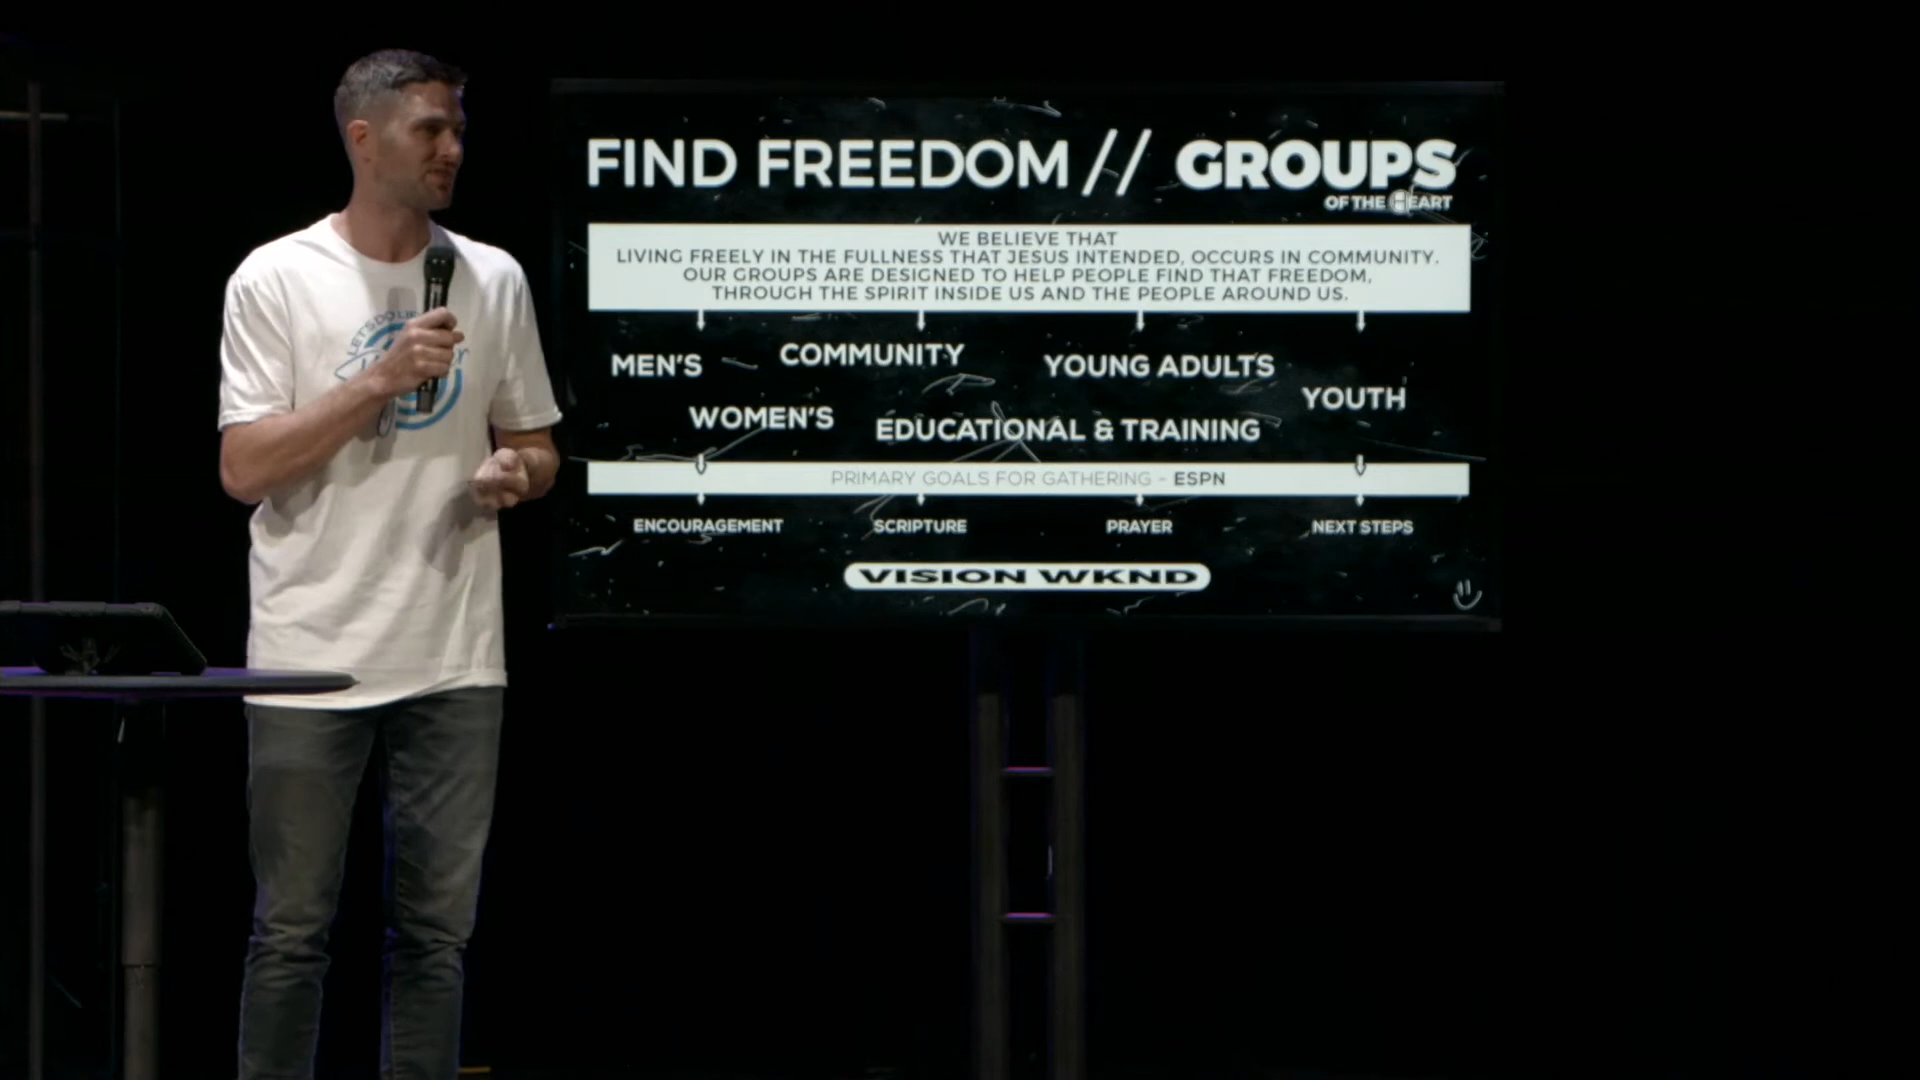 FIND FREEDOM // GROUPS
OF THE HEART
WE BELIEVE THAT
LIVING FREELY IN THE FULLNESS THAT JESUS INTENDED, OCCURS IN COMMUNITY.
OUR GROUPS ARE DESIGNED TO HELP PEOPLE FIND THAT FREEDOM,
THROUGH THE SPIRIT INSIDE US AND THE PEOPLE AROUND US.
MEN'S COMMUNITY YOUNG ADULTS YOUTH
WOMEN'S EDUCATIONAL & TRAINING
PRIMARY GOALS FOR GATHERING - ESPN
ENCOURAGEMENT SCRIPTURE PRAYER NEXT STEPS
VISION WKND
LET'S DO